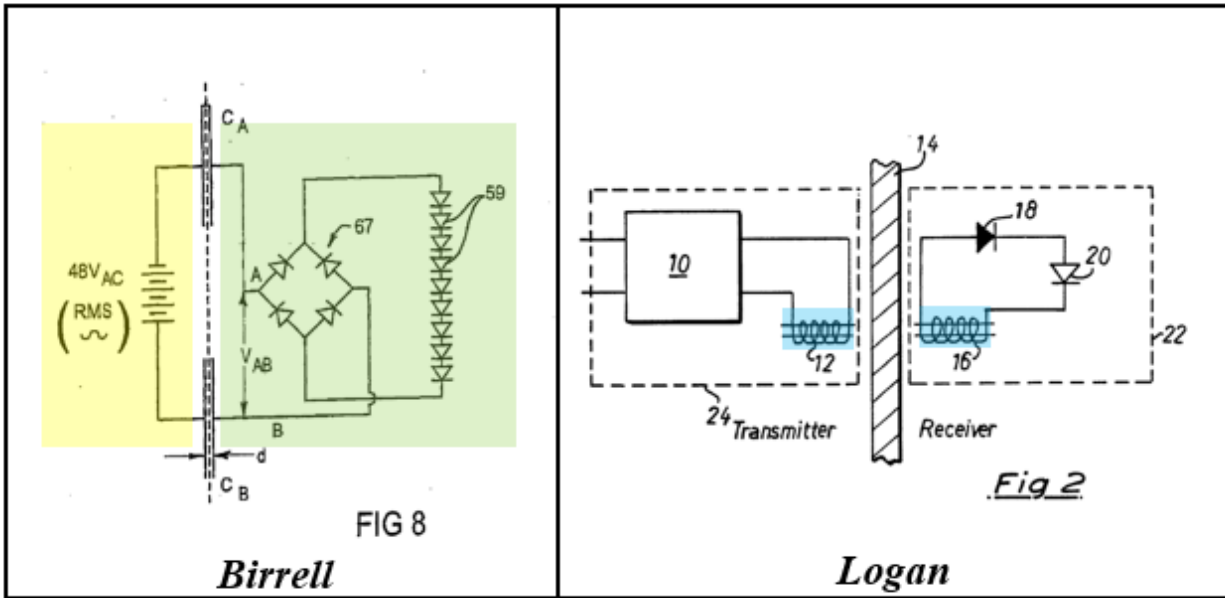 C A
59
67
48V AC
A
(RMS)
V AB
B
d
C B
FIG 8
Birrell
14
18
10
20
12
16
22
24 Transmitter
Receiver
Fig 2
Logan